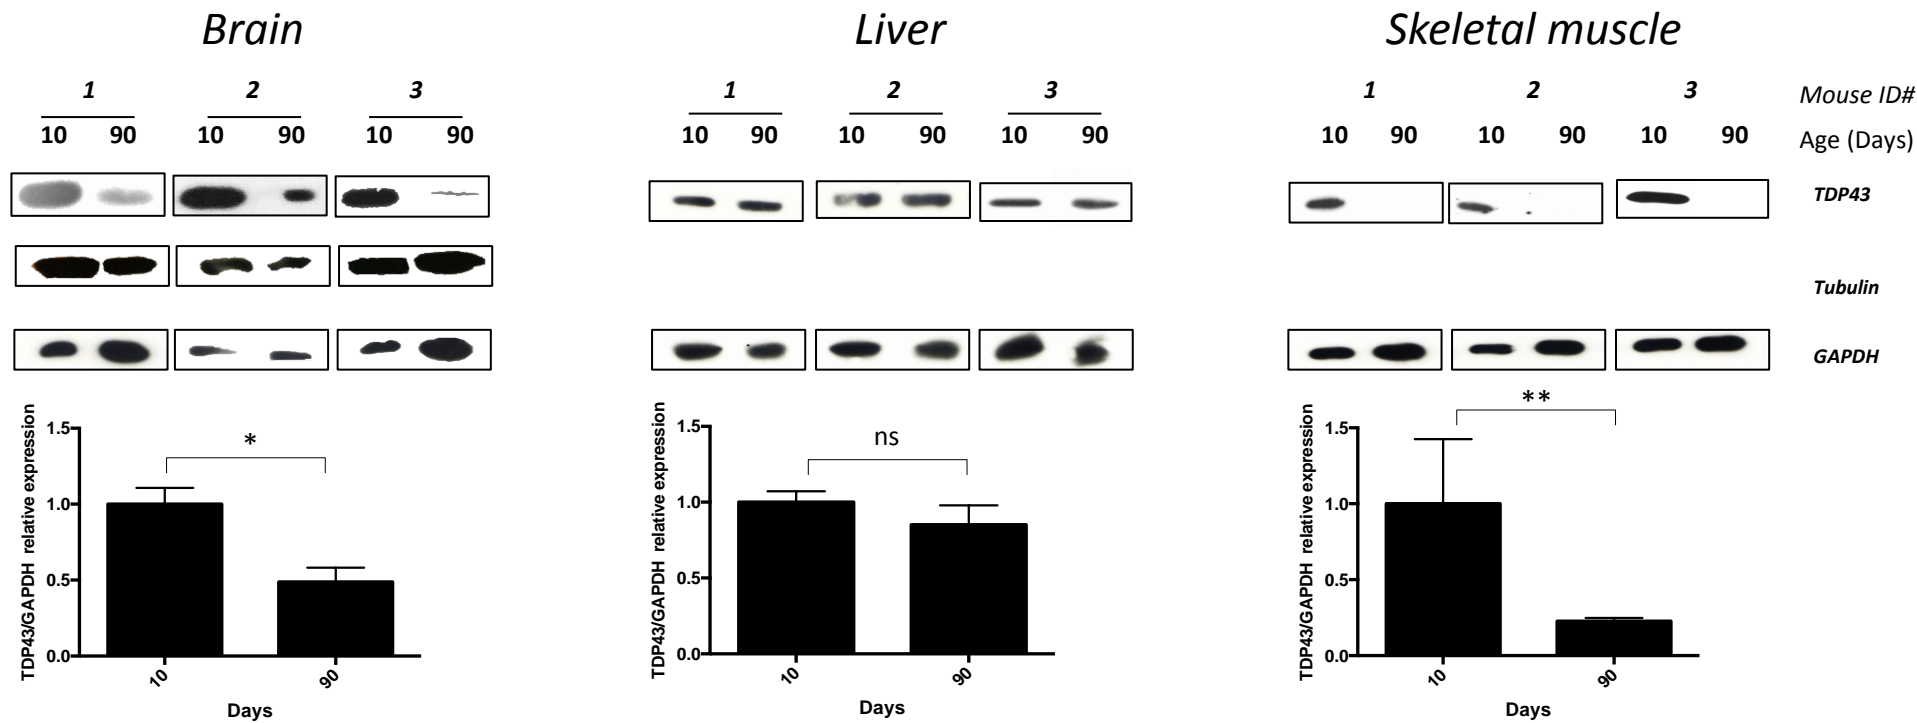 Brain Liver Skeletal muscle
1 2 3 1 2 3 1 2 3 Mouse ID#
10 90 10 90 10 90 10 90 10 90 10 90 10 90 10 90 10 90 Age (Days)
TDP43
Tubulin
GAPDH
TDP43/GAPDH relative expression
1.5
1.0
0.5
0.0
*
10 90
Days
TDP43/GAPDH relative expression
1.5
1.0
0.5
0.0
ns
10 90
Days
TDP43/GAPDH relative expression
1.5
1.0
0.5
0.0
**
10 90
Days